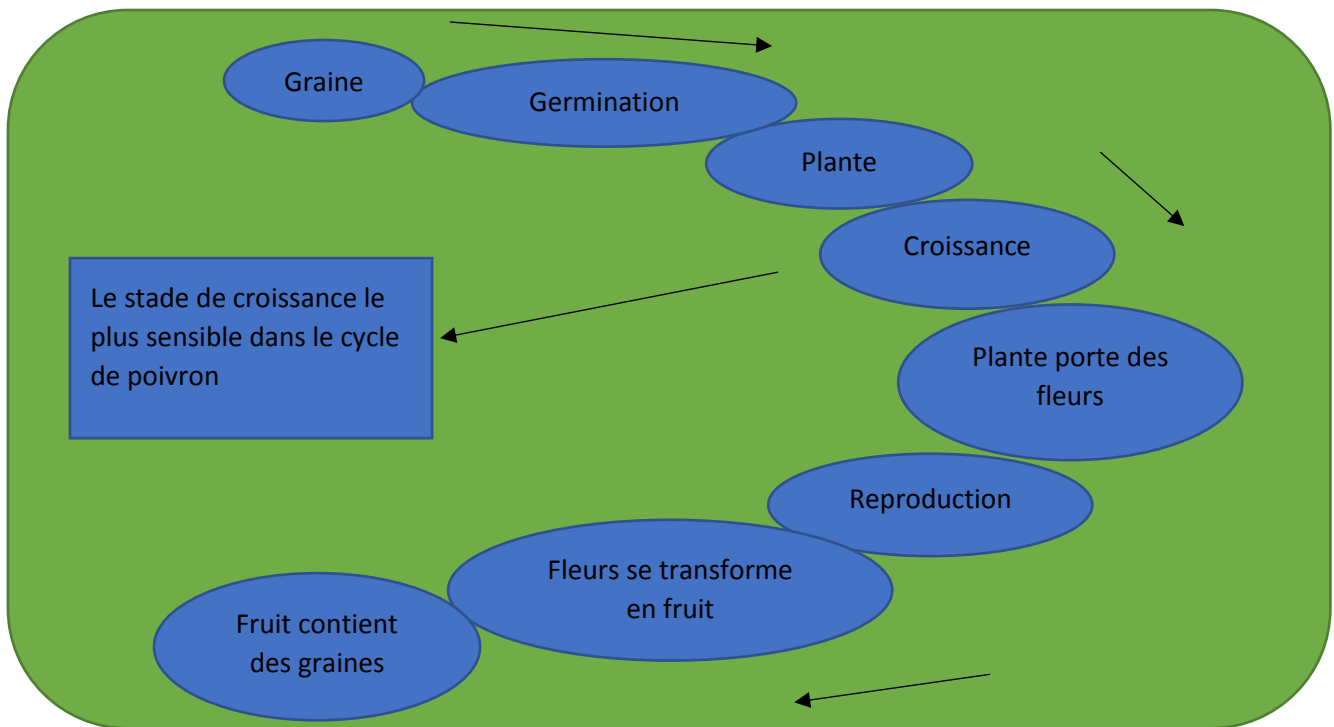 Graine
Germination
Plante
Croissance
Le stade de croissance le
plus sensible dans le cycle
de poivron
Plante porte des
fleurs
Reproduction
Fleurs se transforme
en fruit
Fruit contient
des graines